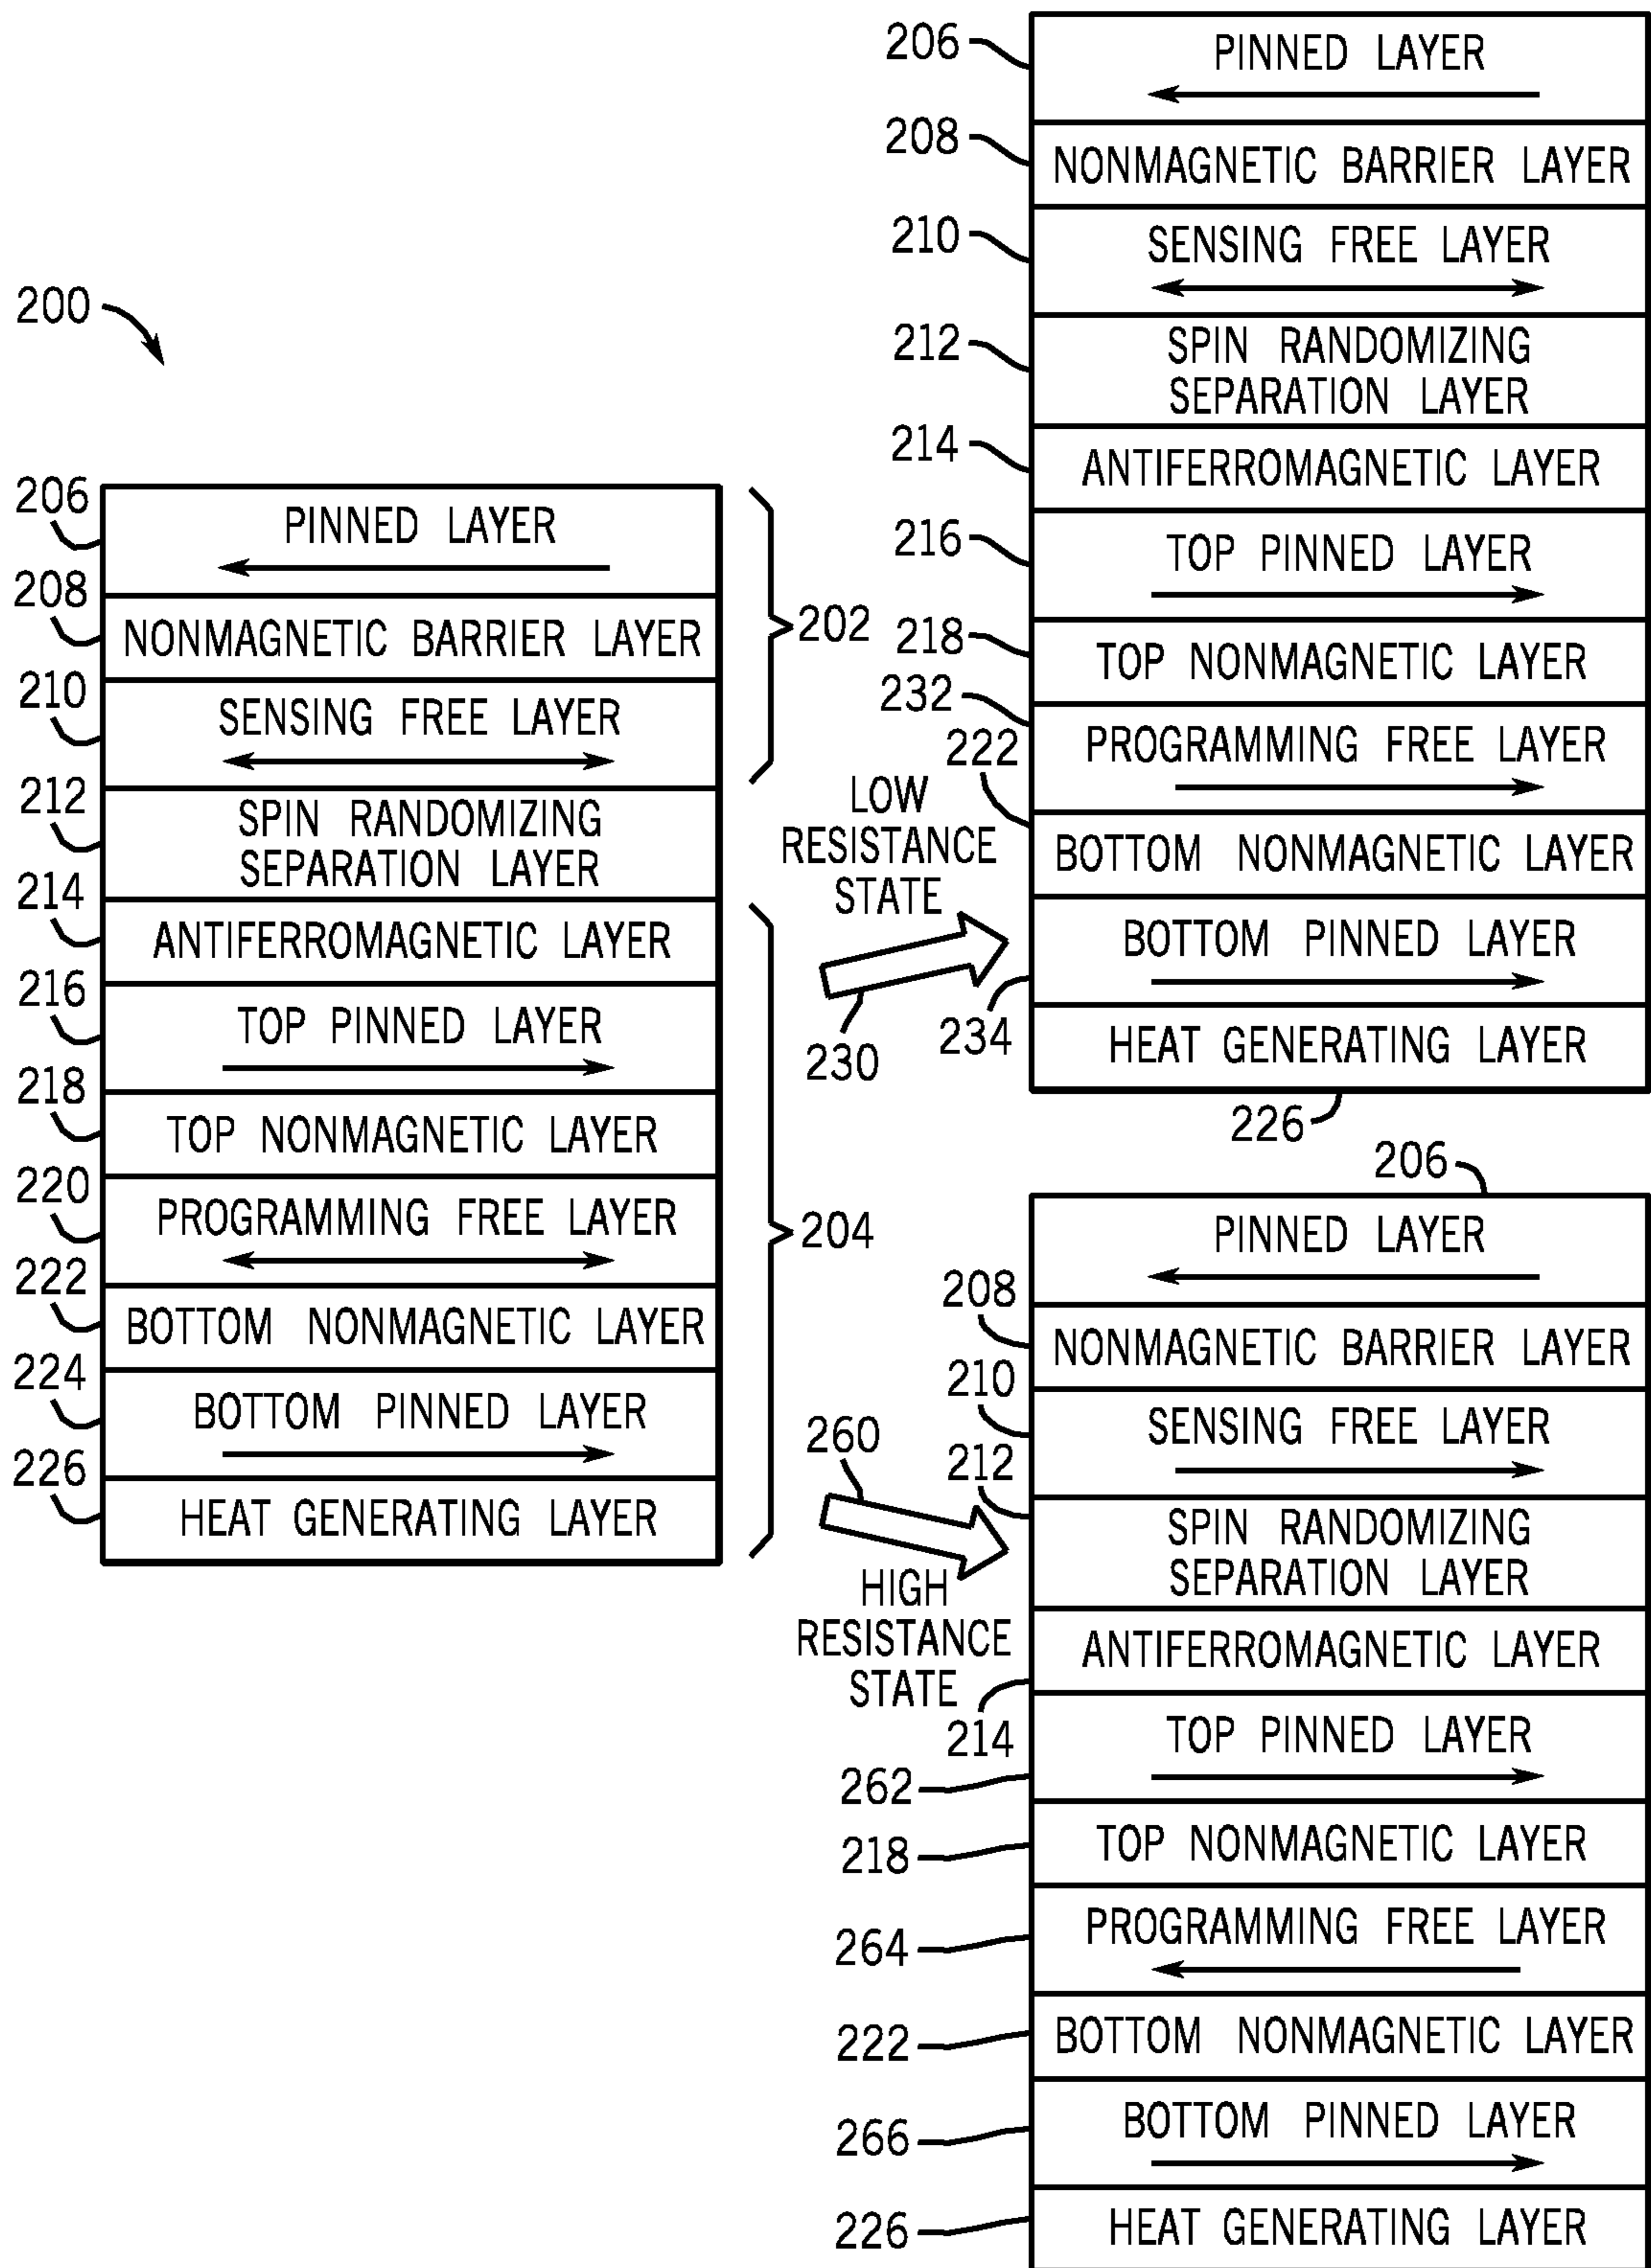 200
206
PINNED LAYER
208
NONMAGNETIC BARRIER LAYER
210
SENSING FREE LAYER
202
212
SPIN RANDOMIZING
SEPARATION LAYER
214
ANTIFERROMAGNETIC LAYER
216
TOP PINNED LAYER
218
TOP NONMAGNETIC LAYER
220
PROGRAMMING FREE LAYER
204
222
BOTTOM NONMAGNETIC LAYER
224
BOTTOM PINNED LAYER
226
HEAT GENERATING LAYER
LOW
RESISTANCE
STATE
230
206
PINNED LAYER
208
NONMAGNETIC BARRIER LAYER
210
SENSING FREE LAYER
212
SPIN RANDOMIZING
SEPARATION LAYER
214
ANTIFERROMAGNETIC LAYER
216
TOP PINNED LAYER
218
TOP NONMAGNETIC LAYER
232
PROGRAMMING FREE LAYER
222
BOTTOM NONMAGNETIC LAYER
234
BOTTOM PINNED LAYER
HEAT GENERATING LAYER
226
260
HIGH
RESISTANCE
STATE
206
PINNED LAYER
208
NONMAGNETIC BARRIER LAYER
210
SENSING FREE LAYER
212
SPIN RANDOMIZING
SEPARATION LAYER
ANTIFERROMAGNETIC LAYER
214
TOP PINNED LAYER
262
218
TOP NONMAGNETIC LAYER
264
PROGRAMMING FREE LAYER
222
BOTTOM NONMAGNETIC LAYER
266
BOTTOM PINNED LAYER
226
HEAT GENERATING LAYER